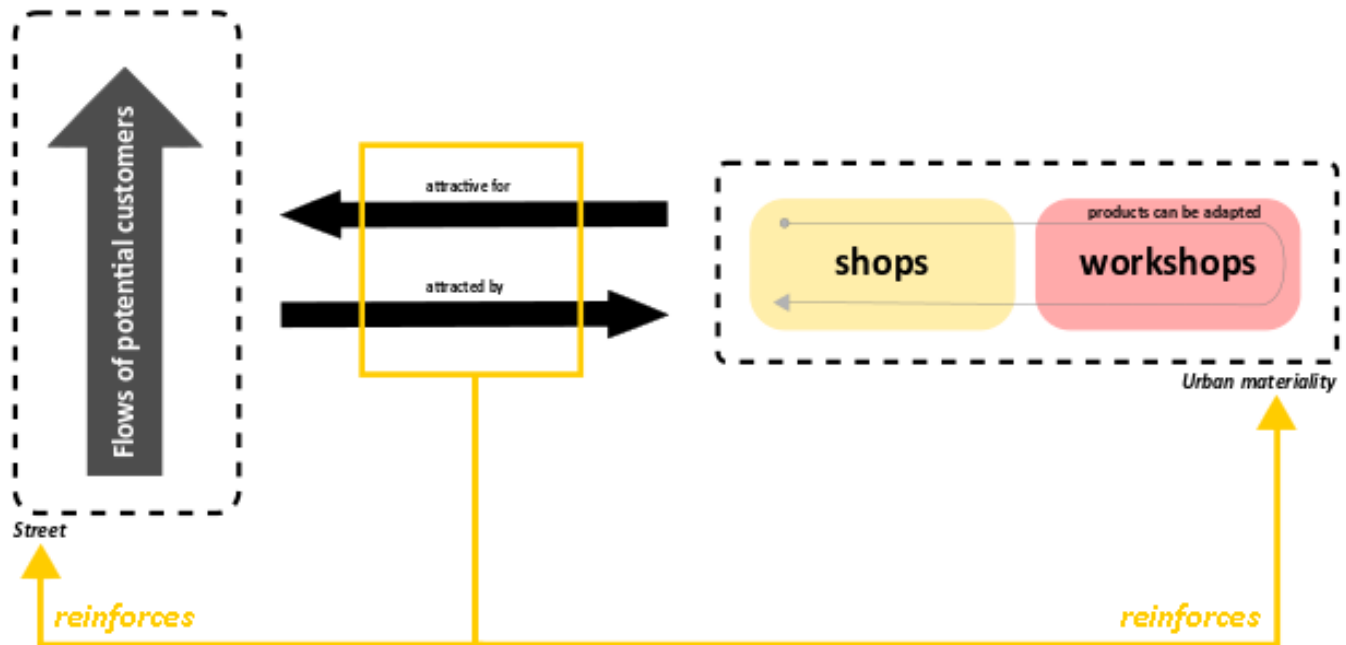 Flows of potential customers
attractive for
attracted by
products can be adapted
shops
workshops
Urban materiality
Street
reinforces
reinforces